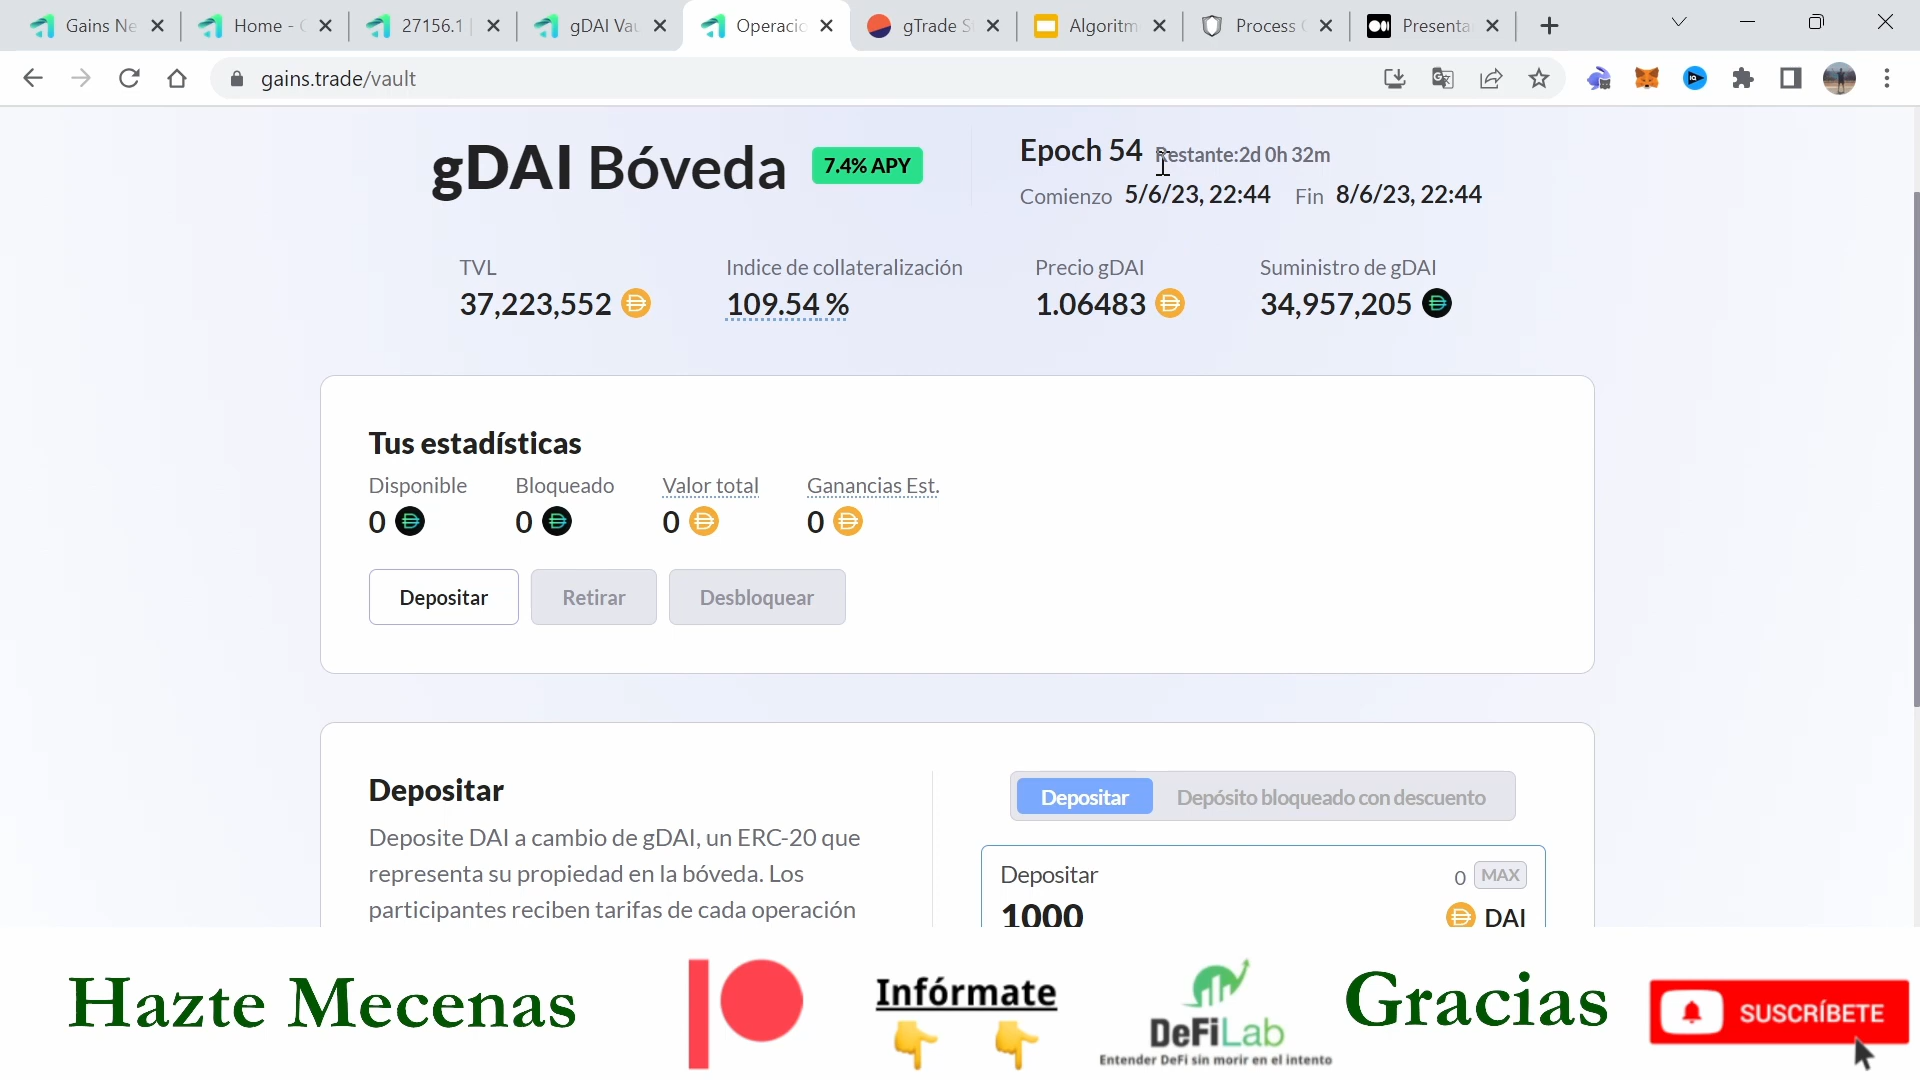 Gains Ne
Home -
27156.1
gDAI Vau
Operacio
gTrade S
Algoritm
Process
Presenta
gains.trade/vault
gDAI Bóveda
7.4% APY
Epoch 54 Restante:2d 0h 32m
Comienzo 5/6/23, 22:44 Fin 8/6/23, 22:44
TVL
37,223,552
Indice de collateralización
109.54 %
Precio gDAI
1.06483
Suministro de gDAI
34,957,205
Tus estadísticas
Disponible Bloqueado Valor total Ganancias Est.
0 0 0 0
Depositar Retirar Desbloquear
Depositar
Deposite DAI a cambio de gDAI, un ERC-20 que
representa su propiedad en la bóveda. Los
participantes reciben tarifas de cada operación
Depositar Depósito bloqueado con descuento
Depositar 0 MAX
1000 DAI
Hazte Mecenas
Infórmate
DeFiLab
Entender DeFi sin morir en el intento
Gracias
SUSCRÍBETE